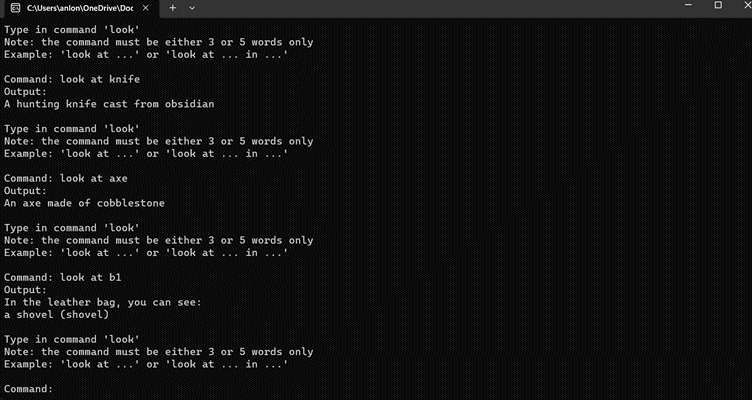 C:\Users\anlon\OneDrive\Doc
Type in command 'look'
Note: the command must be either 3 or 5 words only
Example: 'look at ...' or 'look at ... in ...'
Command: look at knife
Output:
A hunting knife cast from obsidian
Type in command 'look'
Note: the command must be either 3 or 5 words only
Example: 'look at ...' or 'look at ... in ...'
Command: look at axe
Output:
An axe made of cobblestone
Type in command 'look'
Note: the command must be either 3 or 5 words only
Example: 'look at ...' or 'look at ... in ...'
Command: look at b1
Output:
In the leather bag, you can see:
a shovel (shovel)
Type in command 'look'
Note: the command must be either 3 or 5 words only
Example: 'look at ...' or 'look at ... in ...'
Command: